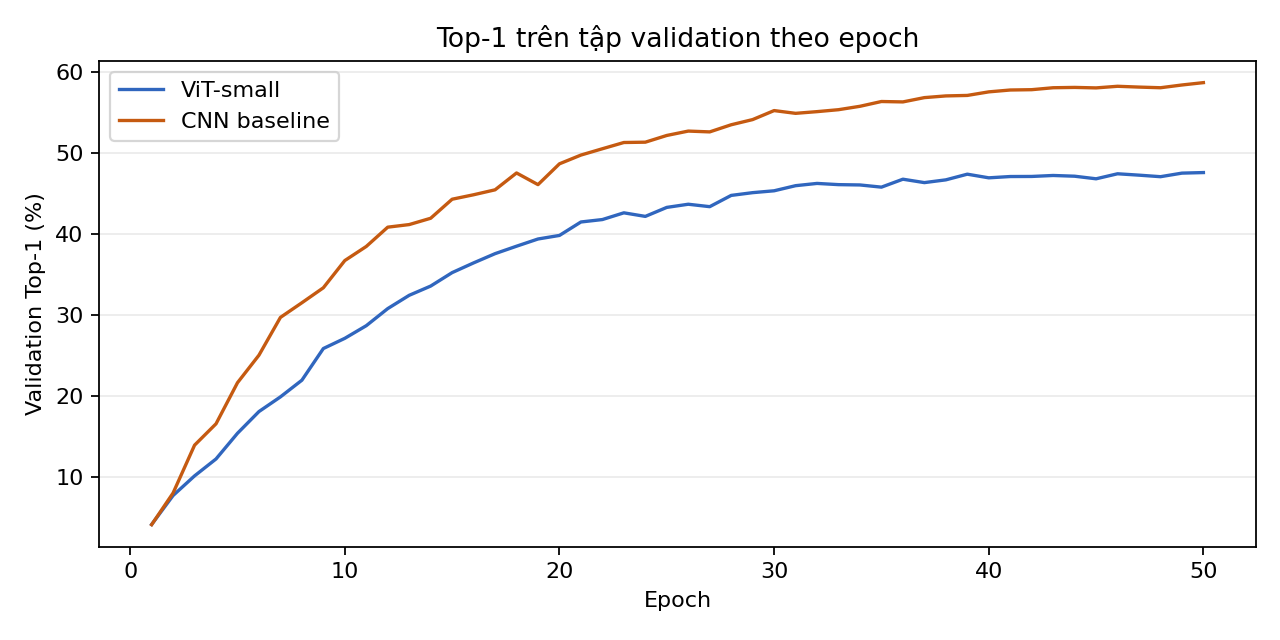 Top-1 trên tập validation theo epoch
ViT-small
CNN baseline
Validation Top-1 (%)
60
50
40
30
20
10
0 10 20 30 40 50
Epoch